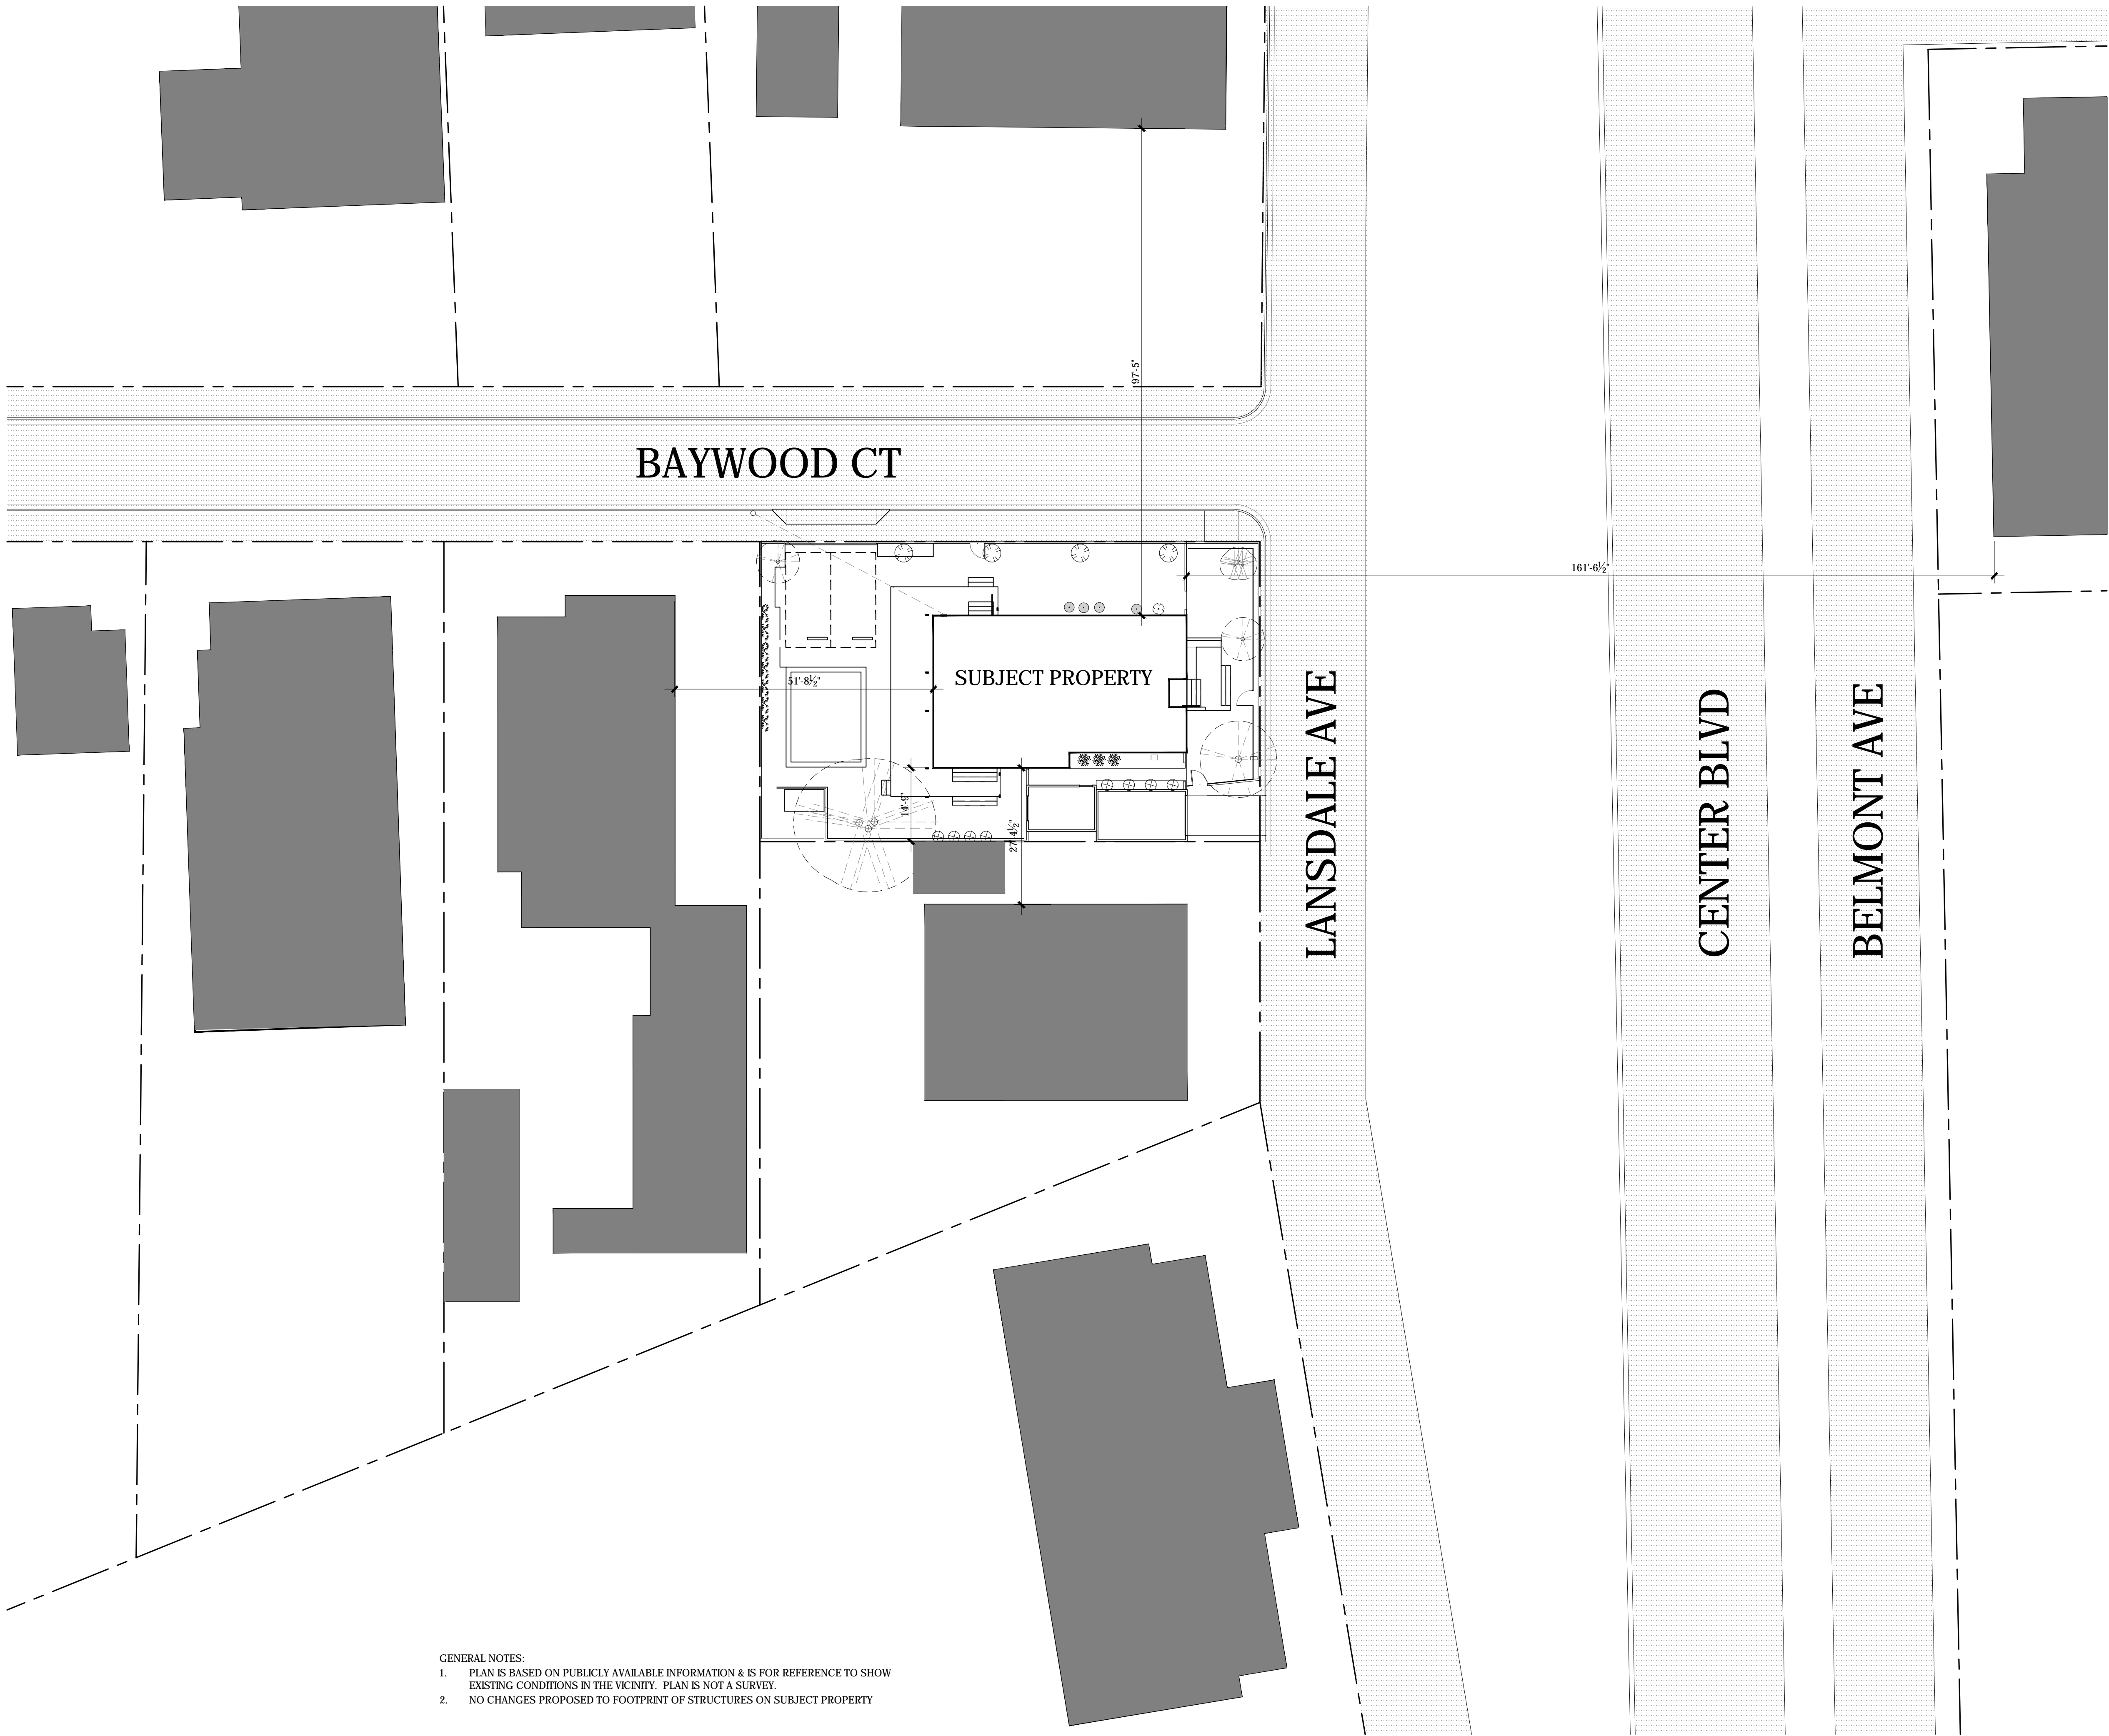 97'-5"
BAYWOOD CT
161'-6½"
SUBJECT PROPERTY
51'-8½"
LANSDALE AVE
CENTER BLVD
BELMONT AVE
14'-9"
27'-4½"
GENERAL NOTES:
1. PLAN IS BASED ON PUBLICLY AVAILABLE INFORMATION & IS FOR REFERENCE TO SHOW
EXISTING CONDITIONS IN THE VICINITY. PLAN IS NOT A SURVEY.
2. NO CHANGES PROPOSED TO FOOTPRINT OF STRUCTURES ON SUBJECT PROPERTY